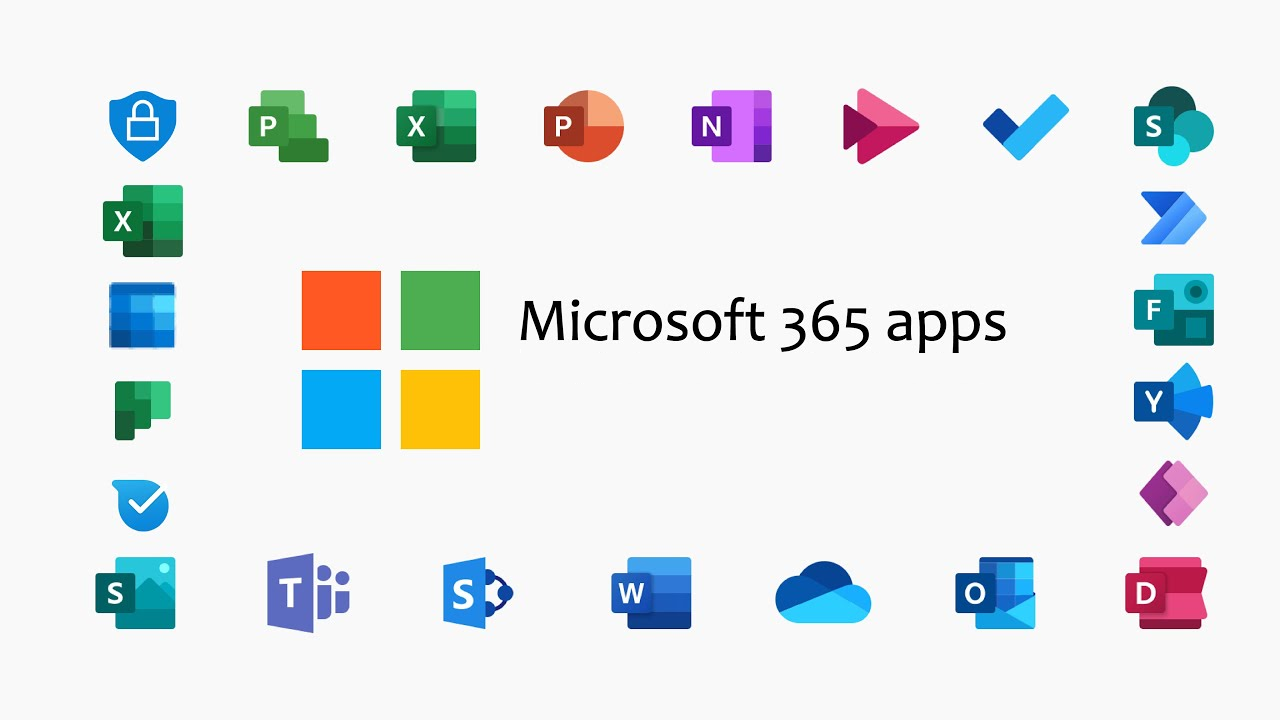 P X P N S
X
Microsoft 365 apps
F
Y
S T S W O D